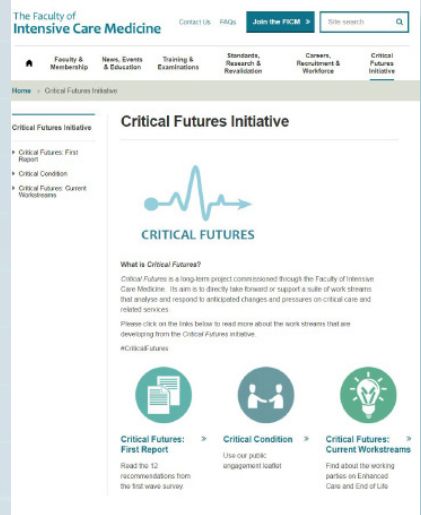 The Faculty of
Intensive Care Medicine
Contact Us FAQs Join the FICM » Site search
Faculty & Membership
News, Events & Education
Training & Examinations
Standards, Research & Revalidation
Careers, Recruitment & Workforce
Critical Futures Initiative
Home › Critical Futures Initiative
Critical Futures Initiative
Critical Futures: First
Report
Critical Condition
Critical Futures: Current
Workstreams
Critical Futures Initiative
CRITICAL FUTURES
What is Critical Futures?
Critical Futures is a long-term project commissioned through the Faculty of Intensive
Care Medicine. Its aim is to directly take forward or support a suite of work streams
that analyse and respond to anticipated changes and pressures on critical care and
related services.
Please click on the links below to read more about the work streams that are
developing from the Critical Futures initiative.
#CriticalFutures
Critical Futures: »
First Report
Read the 12
recommendations from
the first wave survey.
Critical Condition »
Use our public
engagement leaflet
Critical Futures: »
Current Workstreams
Find about the working
parties on Enhanced
Care and End of Life